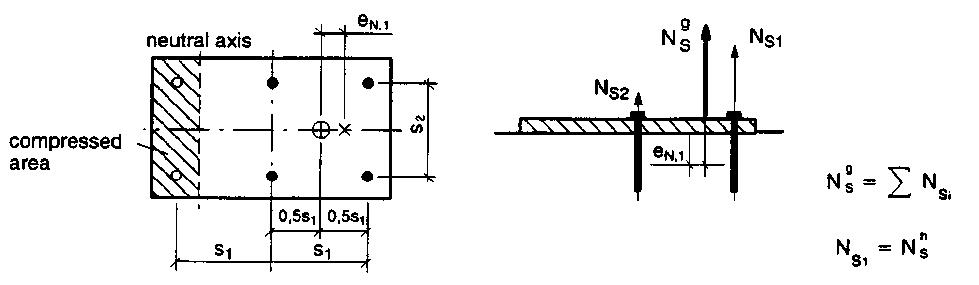 e_N,1
neutral axis
compressed
area
s_2
0,5s_1 0,5s_1
s_1 s_1
N_S^g
N_S1
N_S2
e_N,1
N_S^g = ∑ N_Si
N_S1 = N_S^h